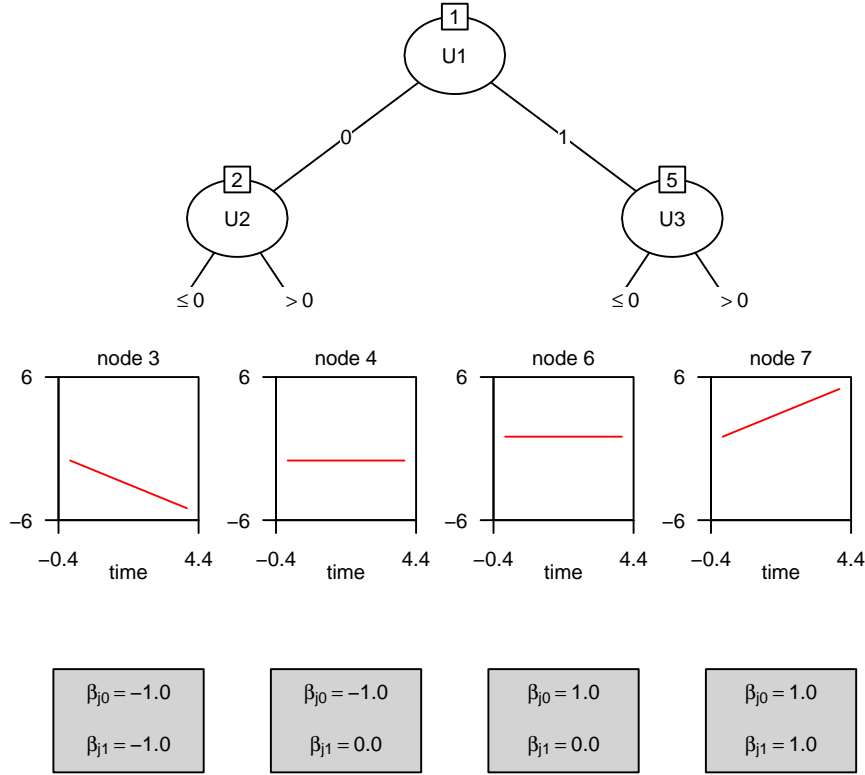 1
U1
0 1
2 5
U2 U3
≤ 0 > 0 ≤ 0 > 0
node 3 node 4 node 6 node 7
6 6 6 6
−6 −6 −6 −6
−0.4 4.4 −0.4 4.4 −0.4 4.4 −0.4 4.4
time time time time
βj0 = −1.0 βj0 = −1.0 βj0 = 1.0 βj0 = 1.0
βj1 = −1.0 βj1 = 0.0 βj1 = 0.0 βj1 = 1.0